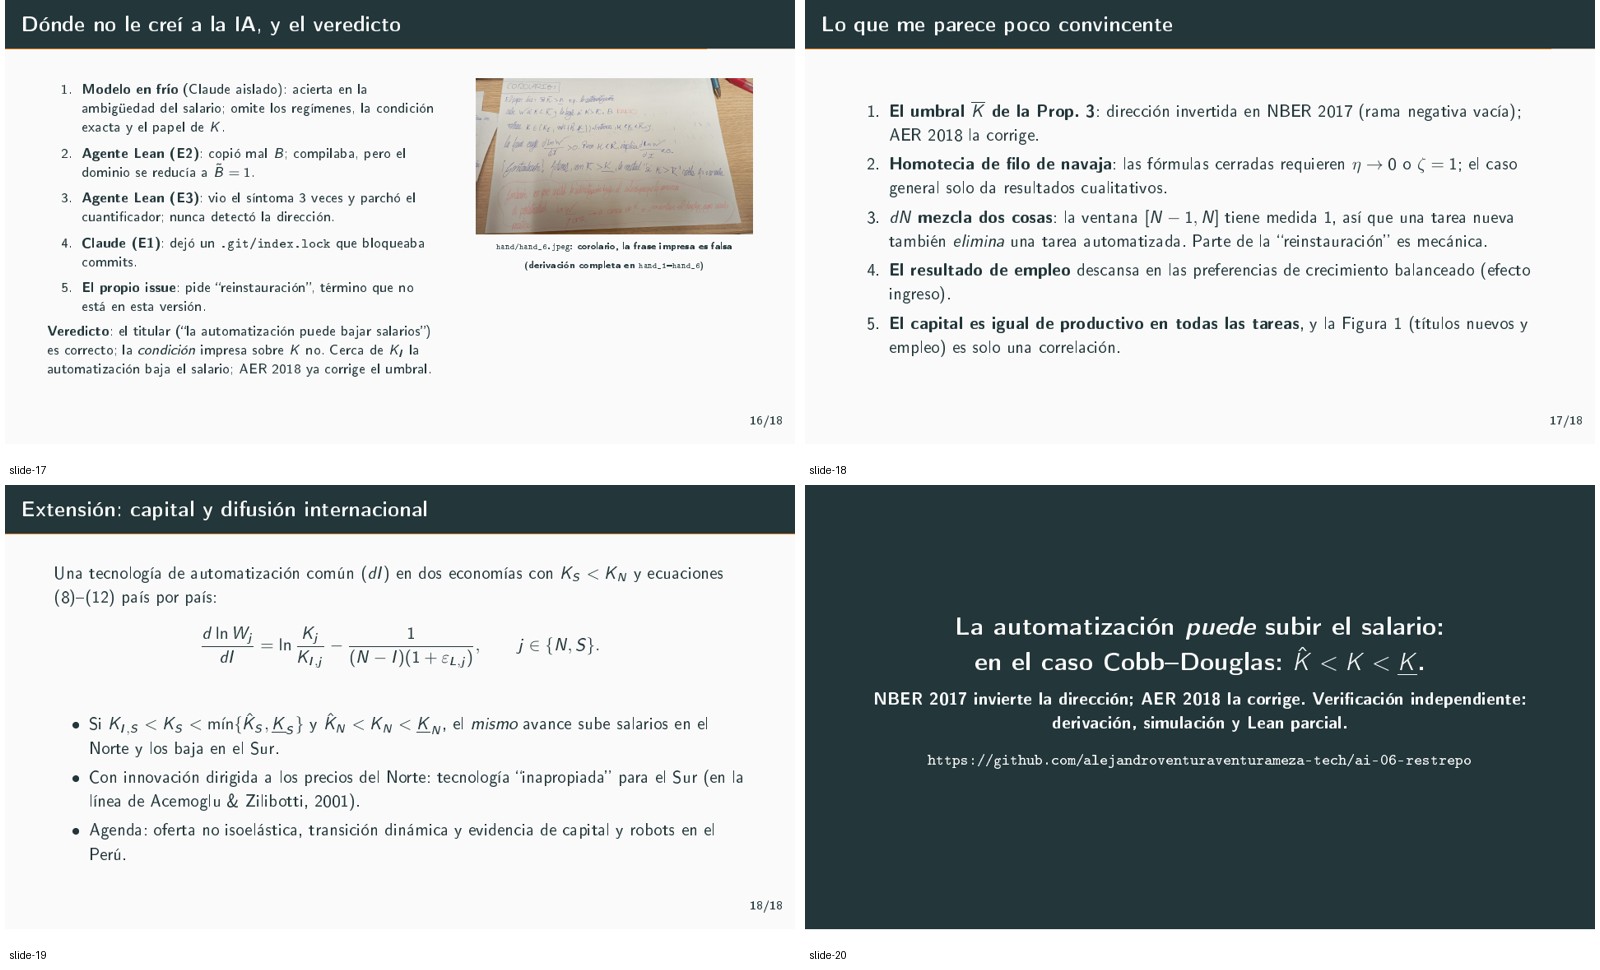 Dónde no le creí a la IA, y el veredicto
1. Modelo en frío (Claude aislado): acierta en la
ambigüedad del salario; omite los regímenes, la condición
exacta y el papel de K.
2. Agente Lean (E2): copió mal B; compilaba, pero el
dominio se reducía a B̃ = 1.
3. Agente Lean (E3): vio el síntoma 3 veces y parchó el
cuantificador; nunca detectó la dirección.
4. Claude (E1): dejó un .git/index.lock que bloqueaba
commits.
5. El propio issue: pide “reinstauración”, término que no
está en esta versión.
Veredicto: el titular (“la automatización puede bajar salarios”)
es correcto; la condición impresa sobre K no. Cerca de K_I la
automatización baja el salario; AER 2018 ya corrige el umbral.
hand/hand_6.jpeg: corolario, la frase impresa es falsa
(derivación completa en hand_1–hand_6)
16/18
slide-17
Lo que me parece poco convincente
1. El umbral K̅ de la Prop. 3: dirección invertida en NBER 2017 (rama negativa vacía);
AER 2018 la corrige.
2. Homotecia de filo de navaja: las fórmulas cerradas requieren η → 0 o ζ = 1; el caso
general solo da resultados cualitativos.
3. dN mezcla dos cosas: la ventana [N − 1, N] tiene medida 1, así que una tarea nueva
también elimina una tarea automatizada. Parte de la “reinstauración” es mecánica.
4. El resultado de empleo descansa en las preferencias de crecimiento balanceado (efecto
ingreso).
5. El capital es igual de productivo en todas las tareas, y la Figura 1 (títulos nuevos y
empleo) es solo una correlación.
17/18
slide-18
Extensión: capital y difusión internacional
Una tecnología de automatización común (dI) en dos economías con K_S < K_N y ecuaciones
(8)–(12) país por país:
d ln W_j / dI = ln K_j / K_{I,j} − 1 / (N − I)(1 + ε_{L,j}), j ∈ {N, S}.
• Si K_{I,S} < K_S < mín{K̂_S, K̲_S} y K̂_N < K_N < K̲_N, el mismo avance sube salarios en el
Norte y los baja en el Sur.
• Con innovación dirigida a los precios del Norte: tecnología “inapropiada” para el Sur (en la
línea de Acemoglu & Zilibotti, 2001).
• Agenda: oferta no isoelástica, transición dinámica y evidencia de capital y robots en el
Perú.
18/18
slide-19
La automatización puede subir el salario:
en el caso Cobb–Douglas: K̂ < K < K̲.
NBER 2017 invierte la dirección; AER 2018 la corrige. Verificación independiente:
derivación, simulación y Lean parcial.
https://github.com/alejandroventuraventurameza-tech/ai-06-restrepo
slide-20